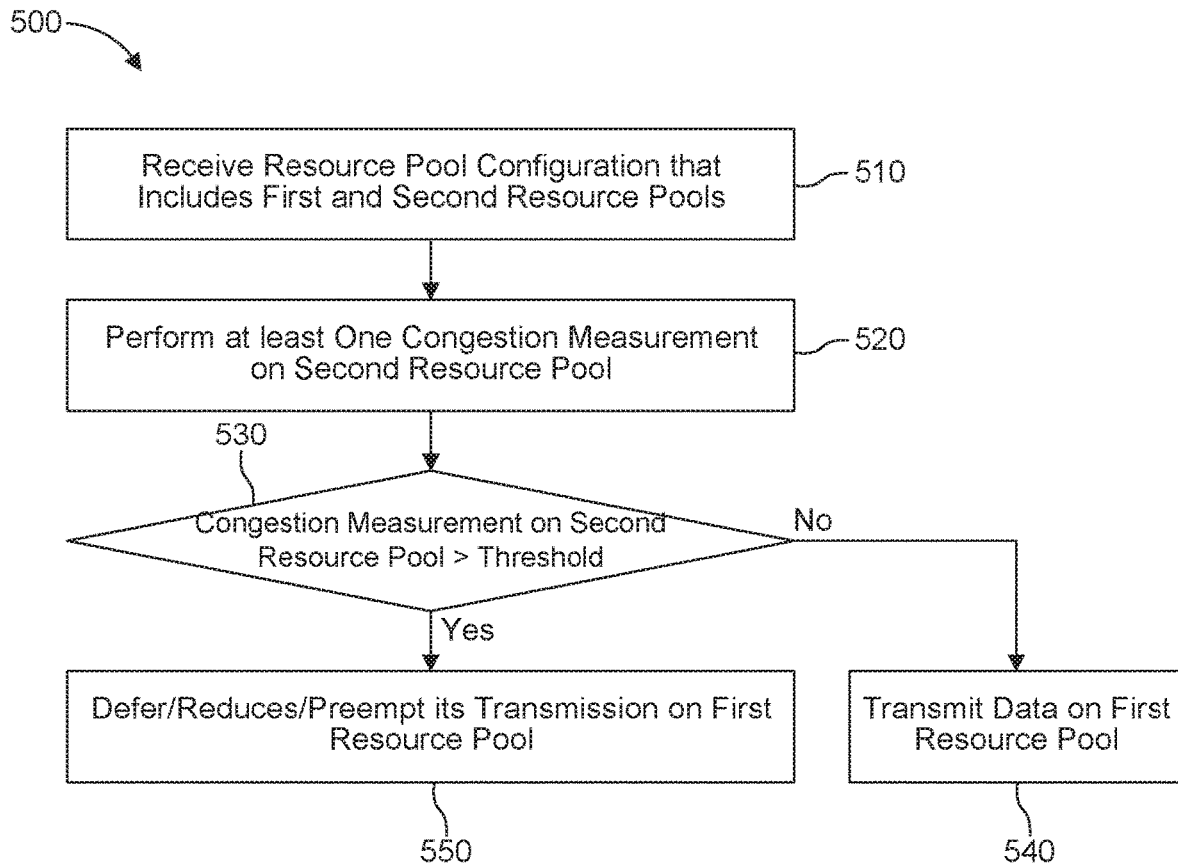 500
Receive Resource Pool Configuration that
Includes First and Second Resource Pools
510
Perform at least One Congestion Measurement
on Second Resource Pool
520
530
Congestion Measurement on Second
Resource Pool > Threshold
No
Yes
Defer/Reduces/Preempt its Transmission on First
Resource Pool
Transmit Data on First
Resource Pool
550
540